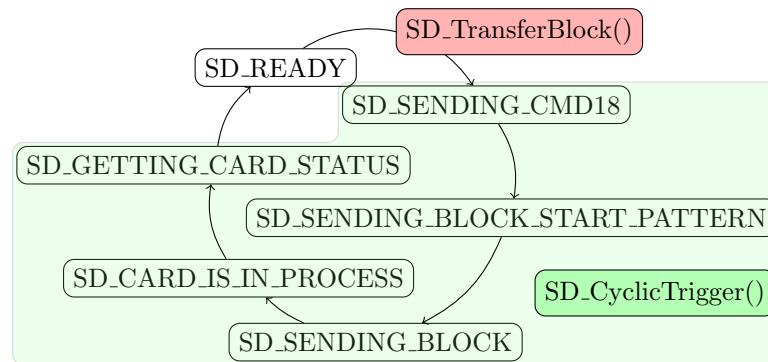 SD_TransferBlock()
SD_READY
SD_SENDING_CMD18
SD_GETTING_CARD_STATUS
SD_SENDING_BLOCK_START_PATTERN
SD_CARD_IS_IN_PROCESS
SD_CyclicTrigger()
SD_SENDING_BLOCK